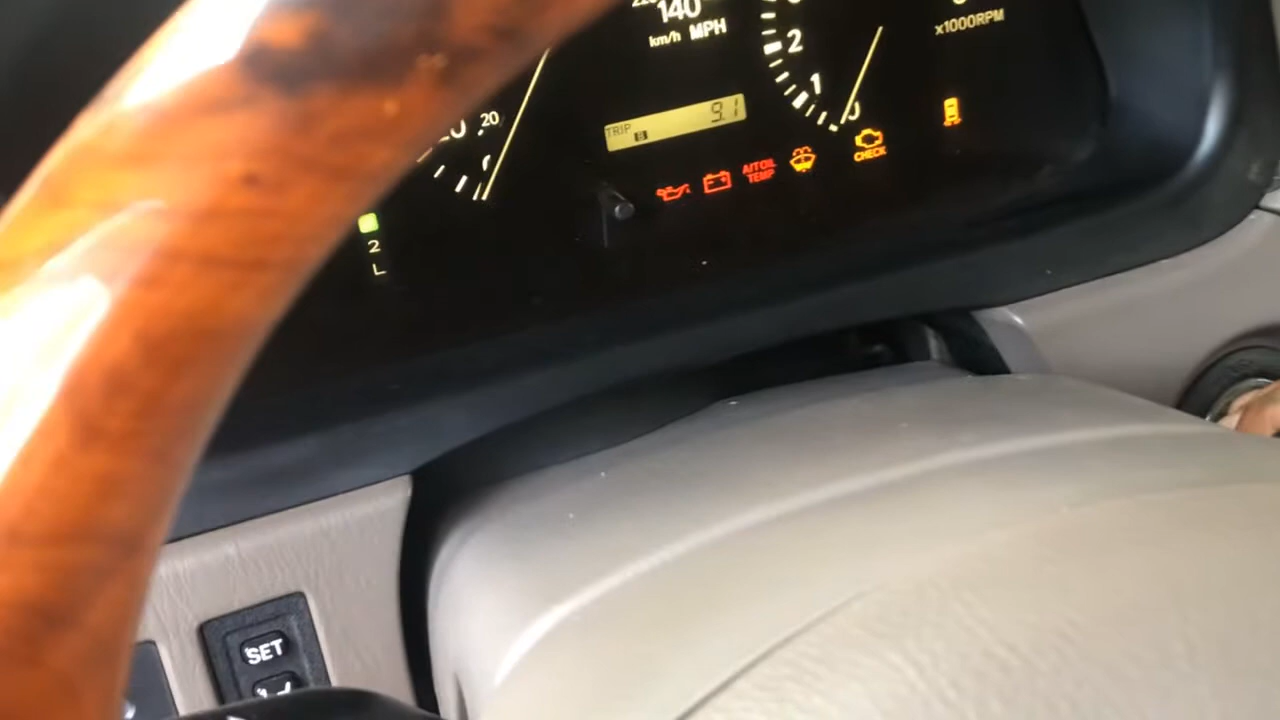 140
km/h MPH
2
1
0
x1000RPM
20
TRIP B 9.1
A/T OIL
TEMP
CHECK
2
L
SET